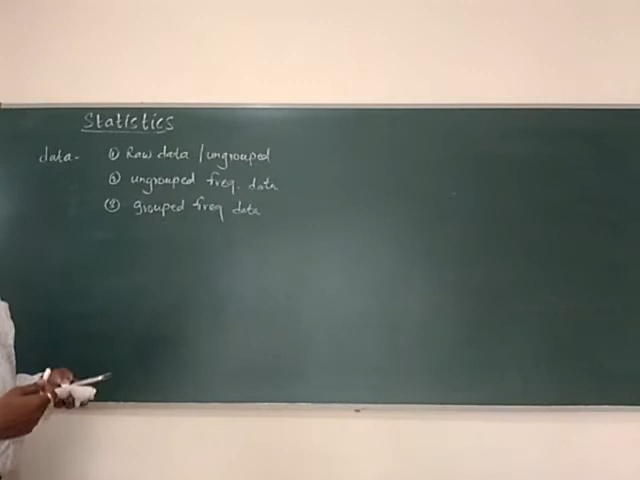 Statistics
data- ① Raw data / ungrouped
② ungrouped freq. data
③ grouped freq data